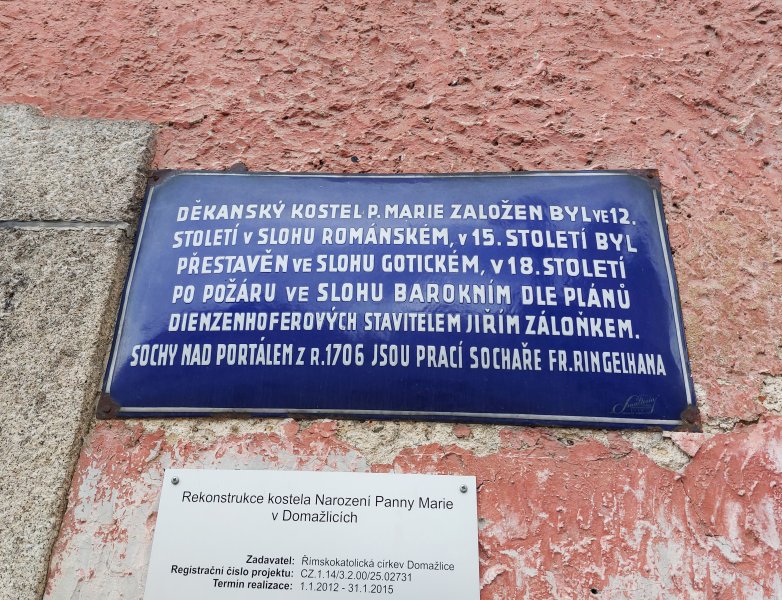 DĚKANSKÝ KOSTEL P. MARIE ZALOŽEN BYL VE 12.
STOLETÍ V SLOHU ROMÁNSKÉM, V 15. STOLETÍ BYL
PŘESTAVĚN VE SLOHU GOTICKÉM, V 18. STOLETÍ
PO POŽÁRU VE SLOHU BAROKNÍM DLE PLÁNŮ
DIENZENHOFEROVÝCH STAVITELEM JIŘÍM ZÁLOŇKEM.
SOCHY NAD PORTÁLEM Z R. 1706 JSOU PRACÍ SOCHAŘE FR. RINGELHANA
Rekonstrukce kostela Narození Panny Marie
v Domažlicích
Zadavatel: Římskokatolická církev Domažlice
Registrační číslo projektu: CZ.1.14/3.2.00/25.02731
Termín realizace: 1.1.2012 - 31.1.2015